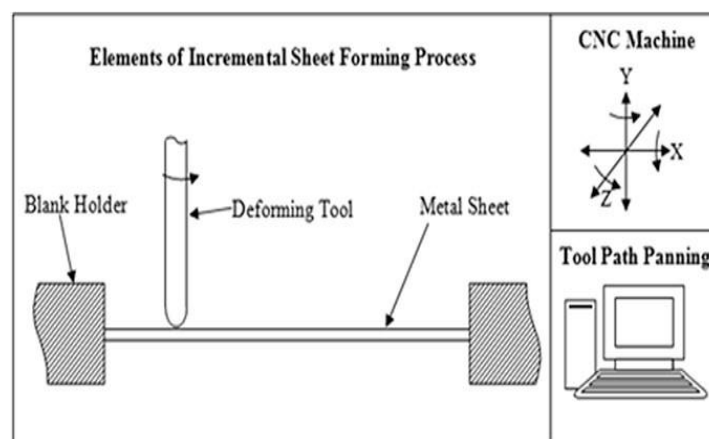 Elements of Incremental Sheet Forming Process
Blank Holder
Deforming Tool
Metal Sheet
CNC Machine
Y
X
Z
Tool Path Panning